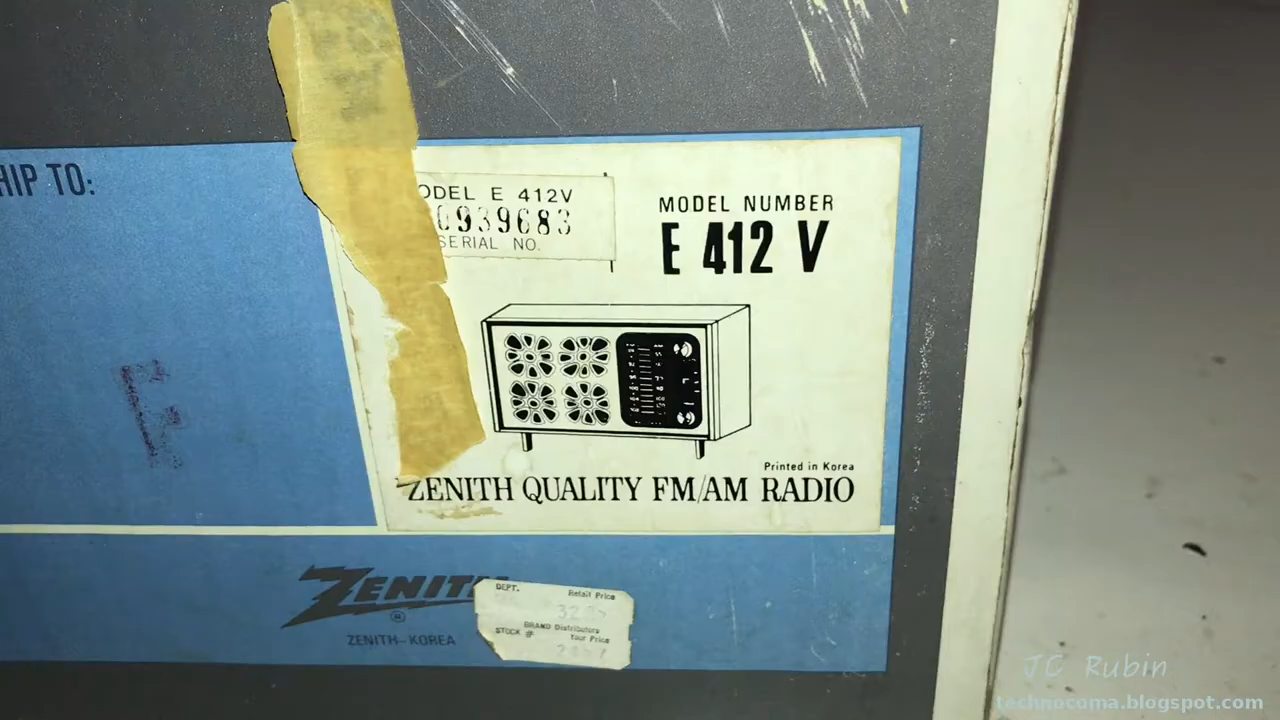 HIP TO:
ODEL E 412V
0939683
SERIAL NO.
MODEL NUMBER
E 412 V
Printed in Korea
ZENITH QUALITY FM/AM RADIO
ZENITH
®
ZENITH-KOREA
DEPT.
Retail Price
BRAND Distributors
STOCK #
Your Price
JC Rubin
technocoma.blogspot.com